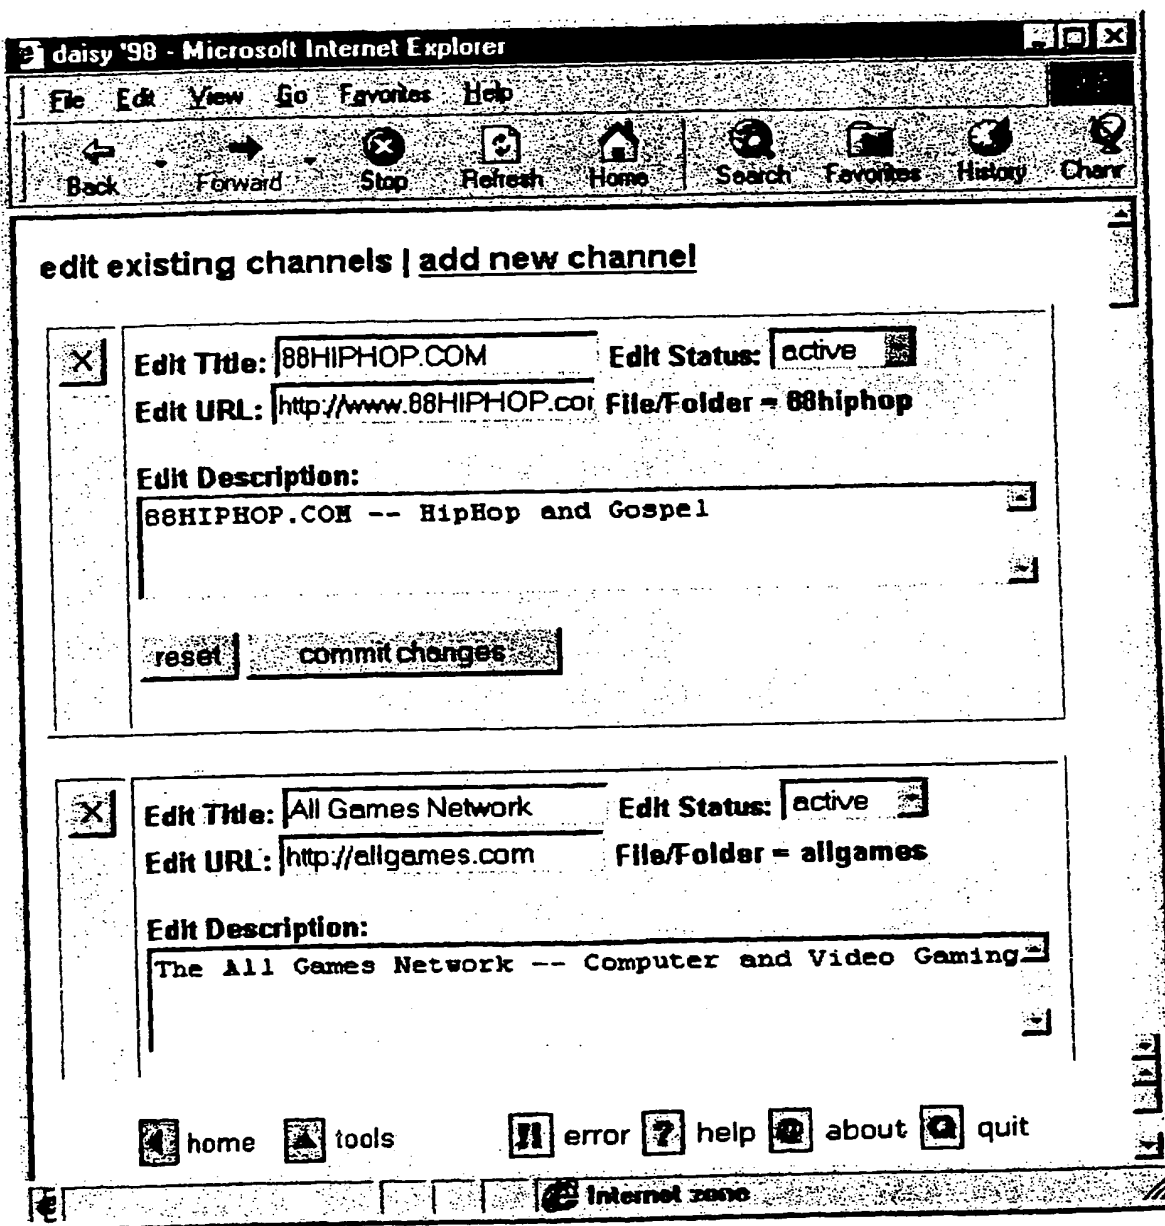 daisy '98 - Microsoft Internet Explorer
File Edit View Go Favorites Help
Back Forward Stop Refresh Home Search Favorites History Chanr
edit existing channels | add new channel
X Edit Title: 88HIPHOP.COM Edit Status: active
Edit URL: http://www.88HIPHOP.cor File/Folder = 88hiphop
Edit Description:
88HIPHOP.COM -- HipHop and Gospel
reset commit changes
X Edit Title: All Games Network Edit Status: active
Edit URL: http://allgames.com File/Folder = allgames
Edit Description:
The All Games Network -- Computer and Video Gaming
home tools !! error ? help @ about Q quit
Internet zone